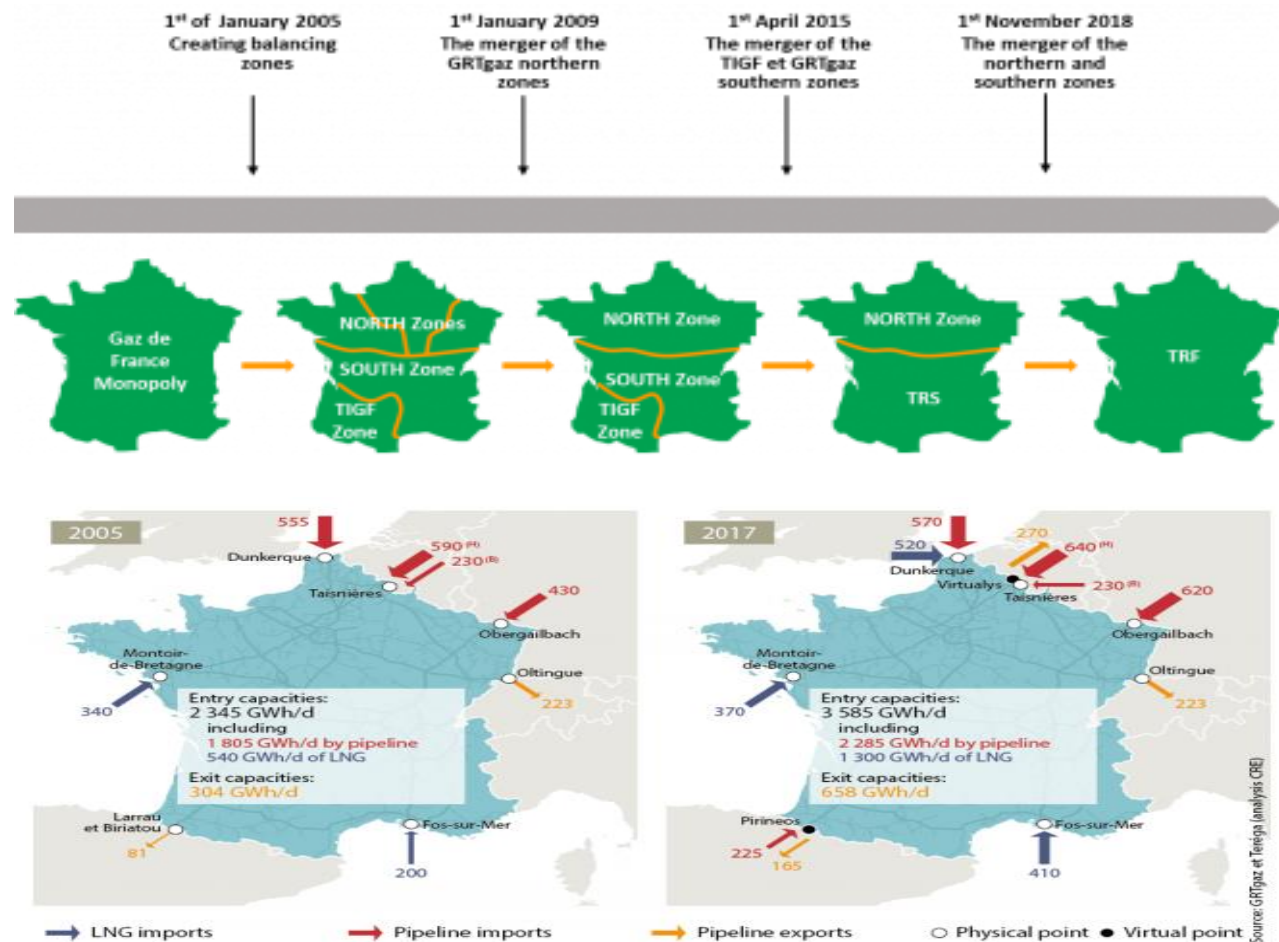 1st of January 2005
Creating balancing
zones
1st January 2009
The merger of the
GRTgaz northern
zones
1st April 2015
The merger of the
TIGF et GRTgaz
southern zones
1st November 2018
The merger of the
northern and
southern zones
Gaz de
France
Monopoly
NORTH Zones
SOUTH Zone
TIGF
Zone
NORTH Zone
SOUTH Zone
TIGF
Zone
NORTH Zone
TRS
TRF
2005
555
Dunkerque
590 (H)
230 (B)
Taisnières
430
Obergailbach
Montoir-
de-Bretagne
Oltingue
340
223
Entry capacities:
2 345 GWh/d
including
1 805 GWh/d by pipeline
540 GWh/d of LNG
Exit capacities:
304 GWh/d
Larrau
et Biriatou
81
Fos-sur-Mer
200
2017
570
520
270
Dunkerque
640 (H)
Virtualys
Taisnières
230 (B)
620
Obergailbach
Montoir-
de-Bretagne
Oltingue
370
223
Entry capacities:
3 585 GWh/d
including
2 285 GWh/d by pipeline
1 300 GWh/d of LNG
Exit capacities:
658 GWh/d
Pirineos
225
165
Fos-sur-Mer
410
Source: GRTgaz et Teréga (analysis CRE)
LNG imports
Pipeline imports
Pipeline exports
Physical point
Virtual point